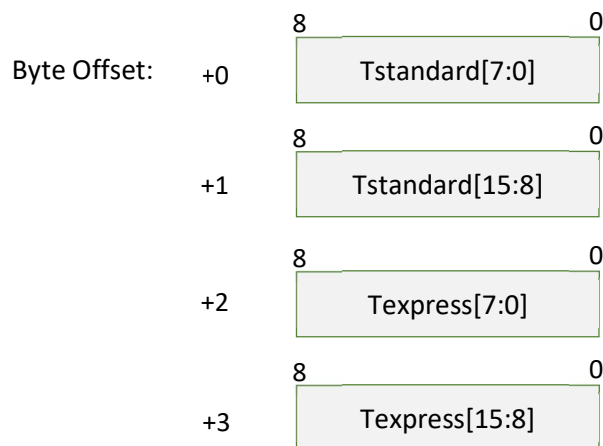 8 0
Byte Offset: +0 Tstandard[7:0]
8 0
+1 Tstandard[15:8]
8 0
+2 Texpress[7:0]
8 0
+3 Texpress[15:8]